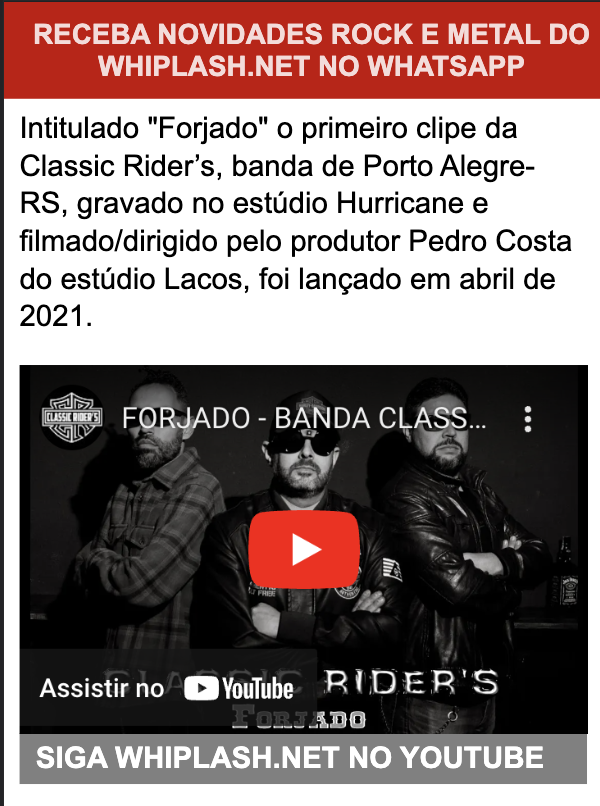 RECEBA NOVIDADES ROCK E METAL DO
WHIPLASH.NET NO WHATSAPP
Intitulado "Forjado" o primeiro clipe da
Classic Rider’s, banda de Porto Alegre-
RS, gravado no estúdio Hurricane e
filmado/dirigido pelo produtor Pedro Costa
do estúdio Lacos, foi lançado em abril de
2021.
CLASSIC RIDER'S
FORJADO - BANDA CLASS...
Assistir no YouTube
CLASSIC RIDER'S
FORJADO
SIGA WHIPLASH.NET NO YOUTUBE